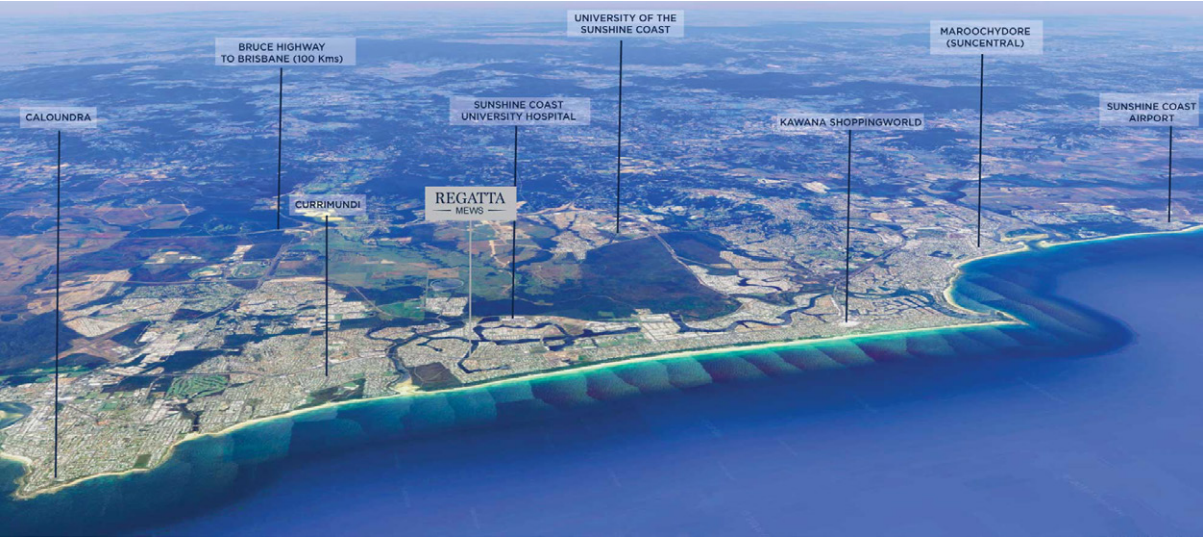 UNIVERSITY OF THE
SUNSHINE COAST
MAROOCHYDORE
(SUNCENTRAL)
BRUCE HIGHWAY
TO BRISBANE (100 Kms)
SUNSHINE COAST
UNIVERSITY HOSPITAL
SUNSHINE COAST
AIRPORT
CALOUNDRA
KAWANA SHOPPINGWORLD
CURRIMUNDI
REGATTA
MEWS